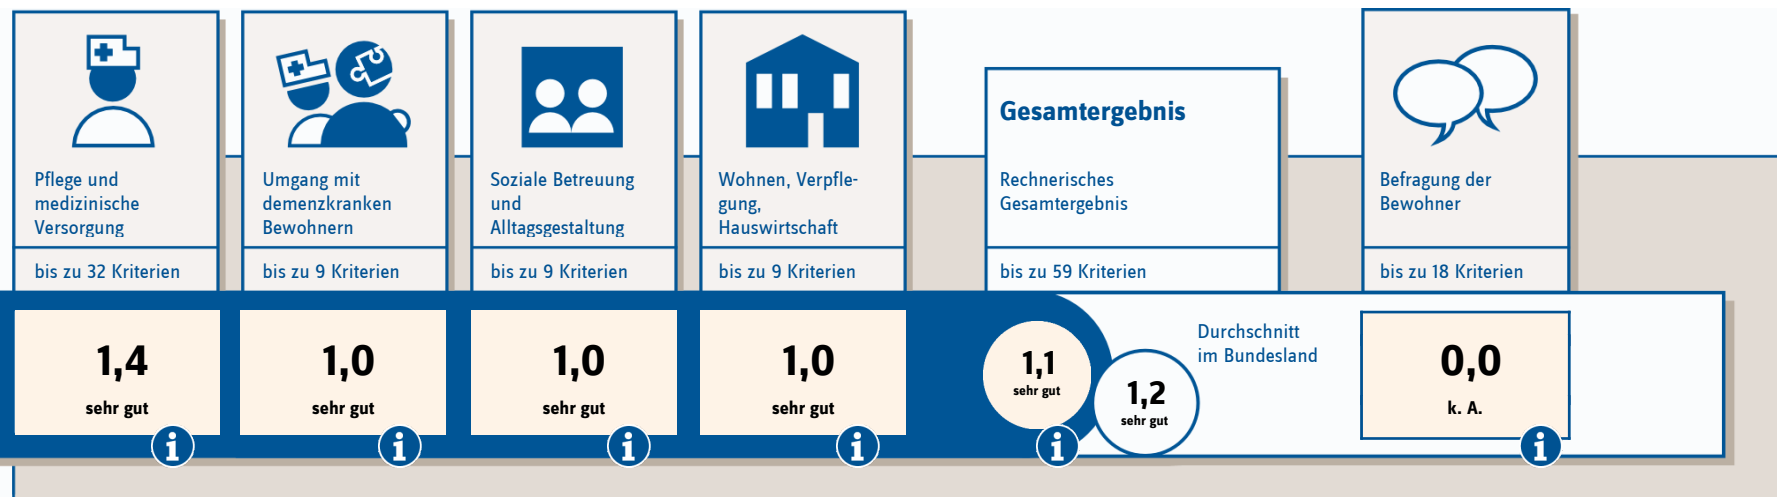 Pflege und
medizinische
Versorgung
bis zu 32 Kriterien
1,4
sehr gut
Umgang mit
demenzkranken
Bewohnern
bis zu 9 Kriterien
1,0
sehr gut
Soziale Betreuung
und
Alltagsgestaltung
bis zu 9 Kriterien
1,0
sehr gut
Wohnen, Verpfle-
gung,
Hauswirtschaft
bis zu 9 Kriterien
1,0
sehr gut
Gesamtergebnis
Rechnerisches
Gesamtergebnis
bis zu 59 Kriterien
1,1
sehr gut
1,2
sehr gut
Durchschnitt
im Bundesland
Befragung der
Bewohner
bis zu 18 Kriterien
0,0
k. A.